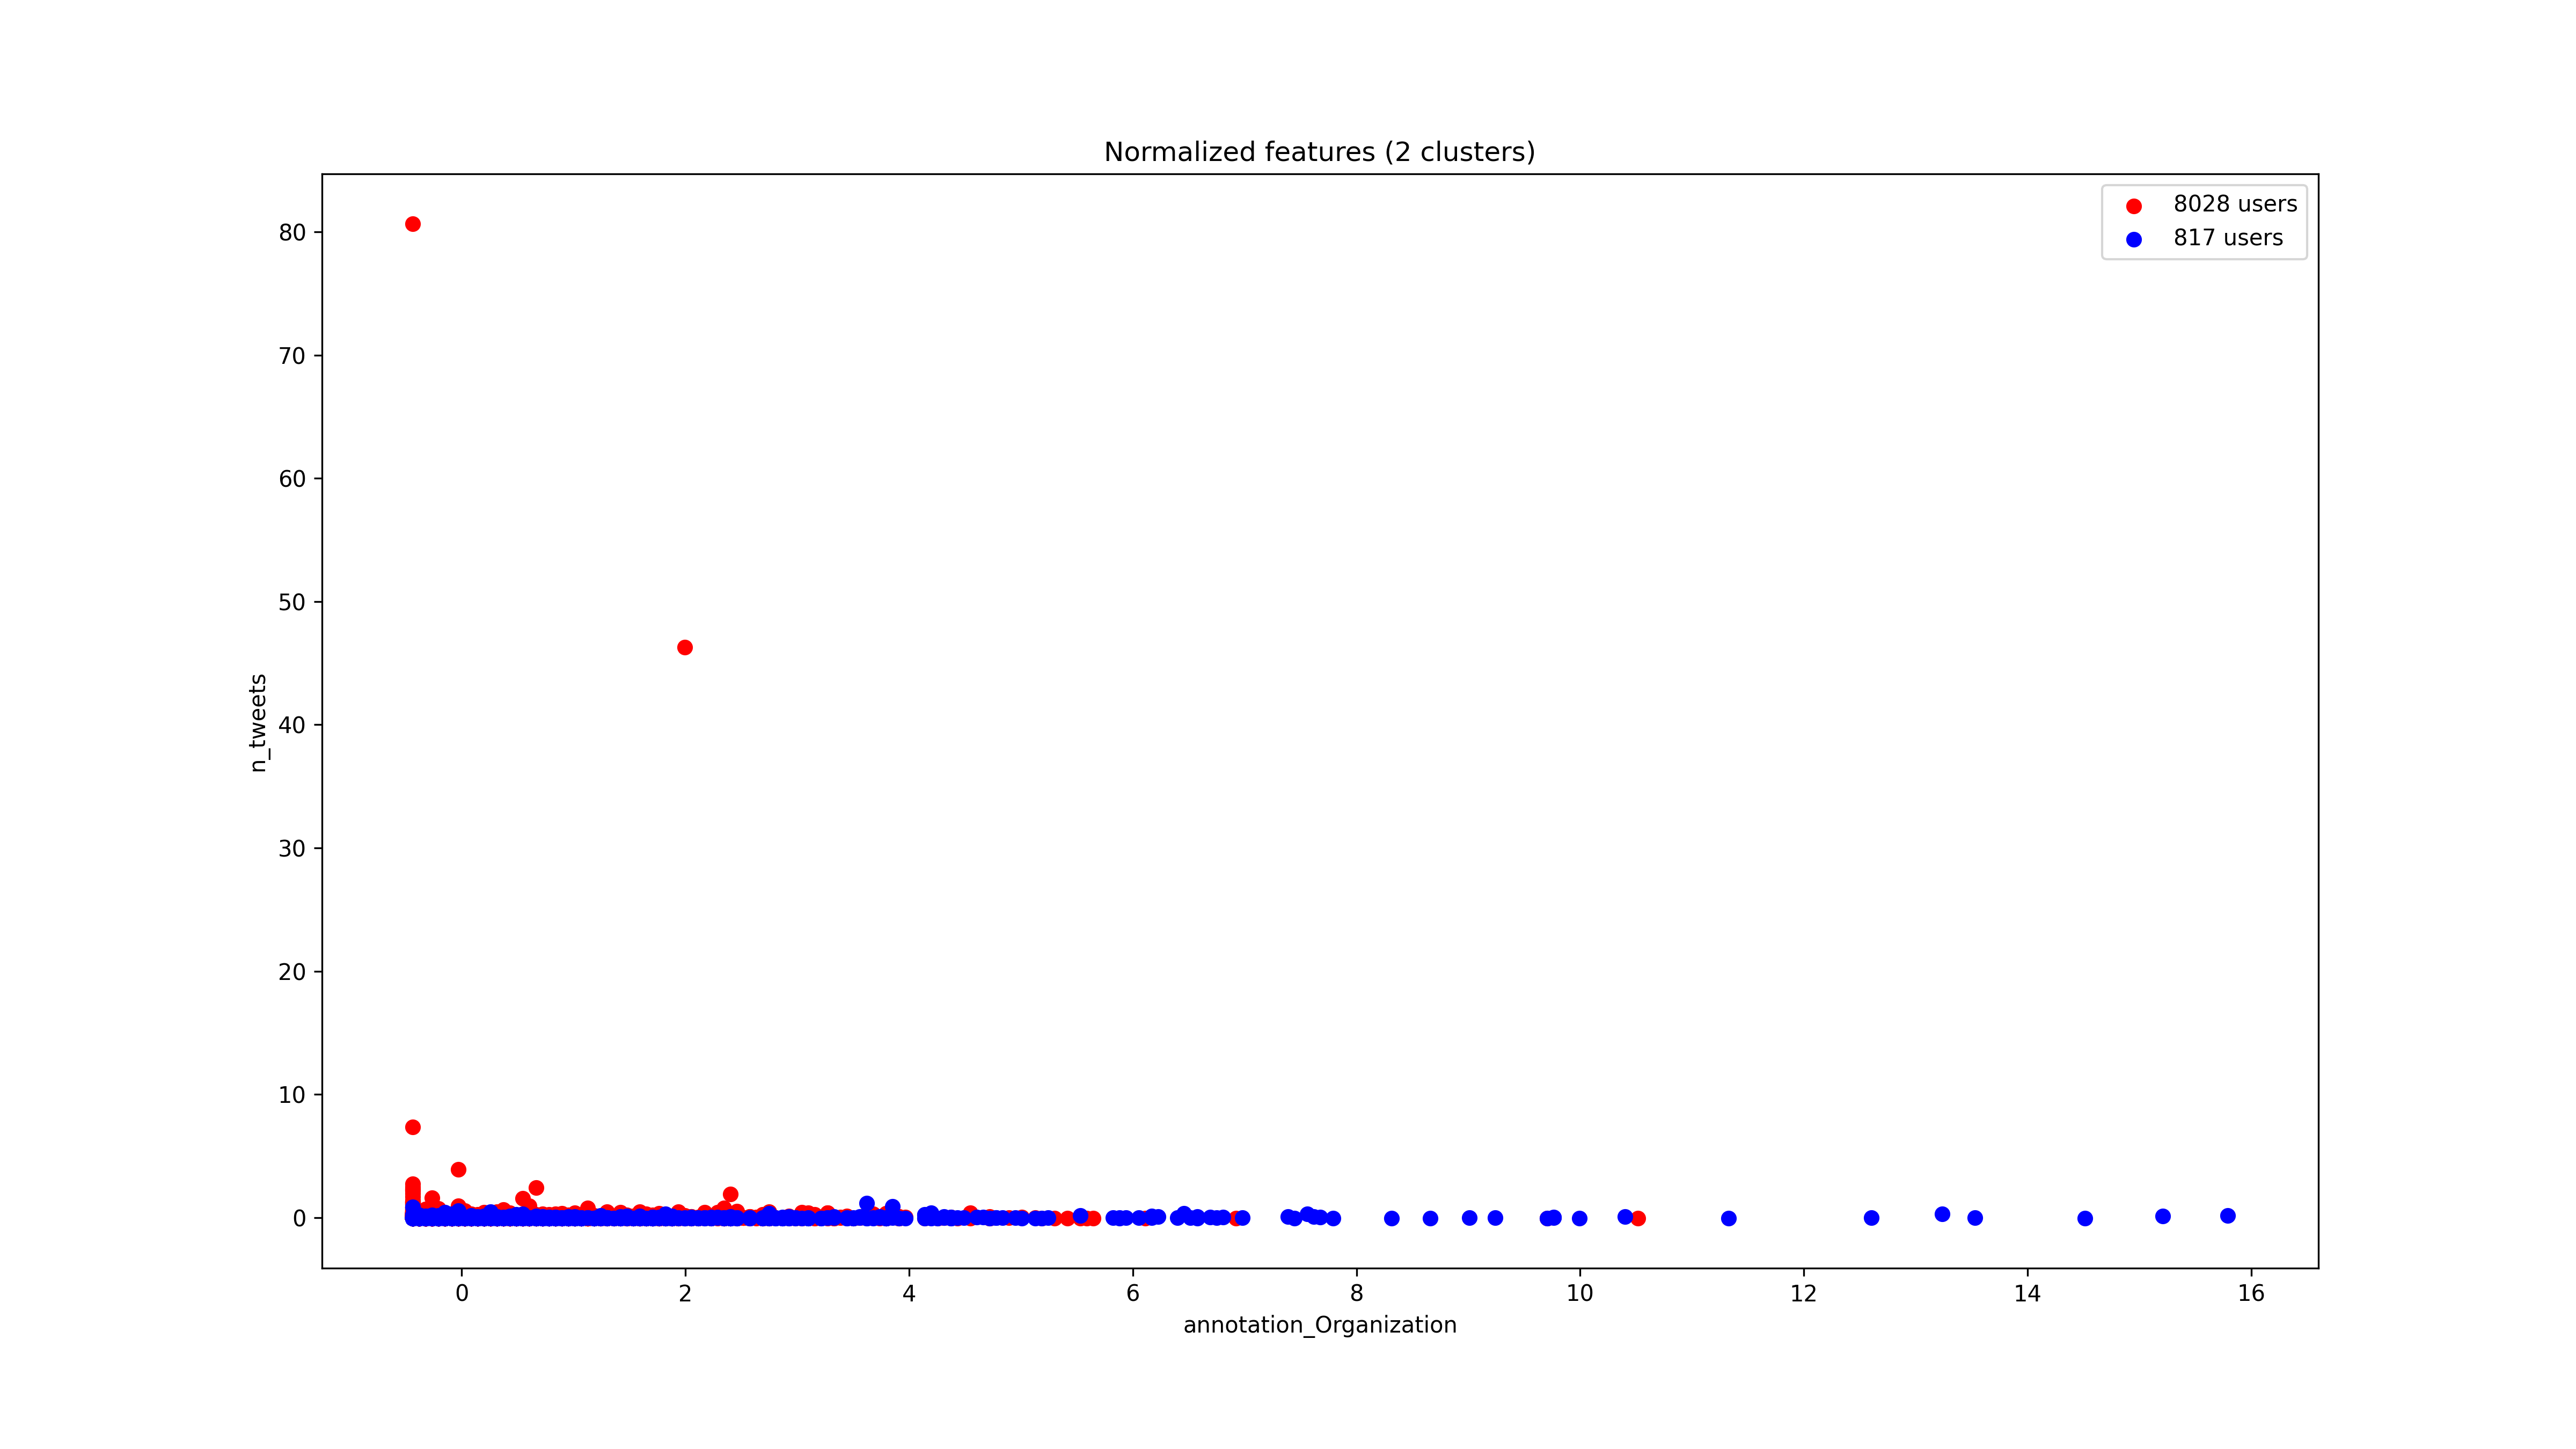 Normalized features (2 clusters)
8028 users
817 users
80
70
60
50
40
30
20
10
0
n_tweets
0 2 4 6 8 10 12 14 16
annotation_Organization